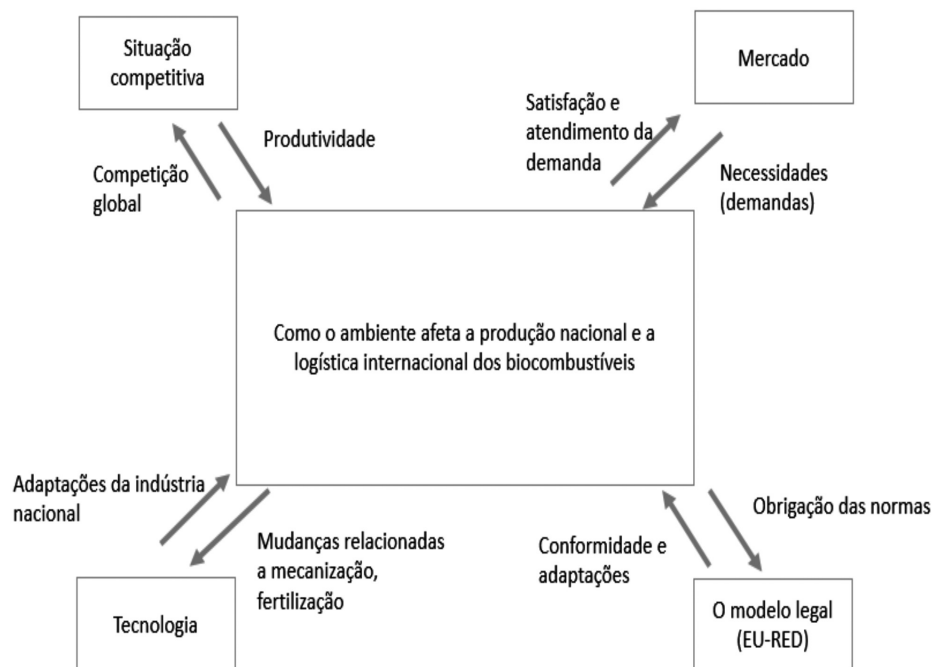 Situação
competitiva
Mercado
Satisfação e
atendimento da
demanda
Produtividade
Competição
global
Necessidades
(demandas)
Como o ambiente afeta a produção nacional e a
logística internacional dos biocombustíveis
Adaptações da indústria
nacional
Mudanças relacionadas
a mecanização,
fertilização
Conformidade e
adaptações
Obrigação das normas
Tecnologia
O modelo legal
(EU-RED)